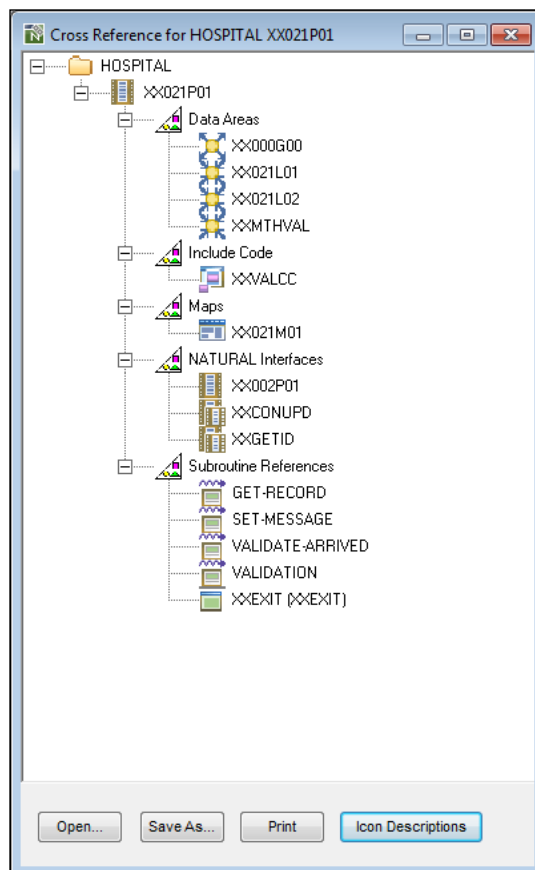 Cross Reference for HOSPITAL XX021P01
HOSPITAL
XX021P01
Data Areas
XX000G00
XX021L01
XX021L02
XXMTHVAL
Include Code
XXVALCC
Maps
XX021M01
NATURAL Interfaces
XX002P01
XXCONUPD
XXGETID
Subroutine References
GET-RECORD
SET-MESSAGE
VALIDATE-ARRIVED
VALIDATION
XXEXIT (XXEXIT)
Open... Save As... Print Icon Descriptions